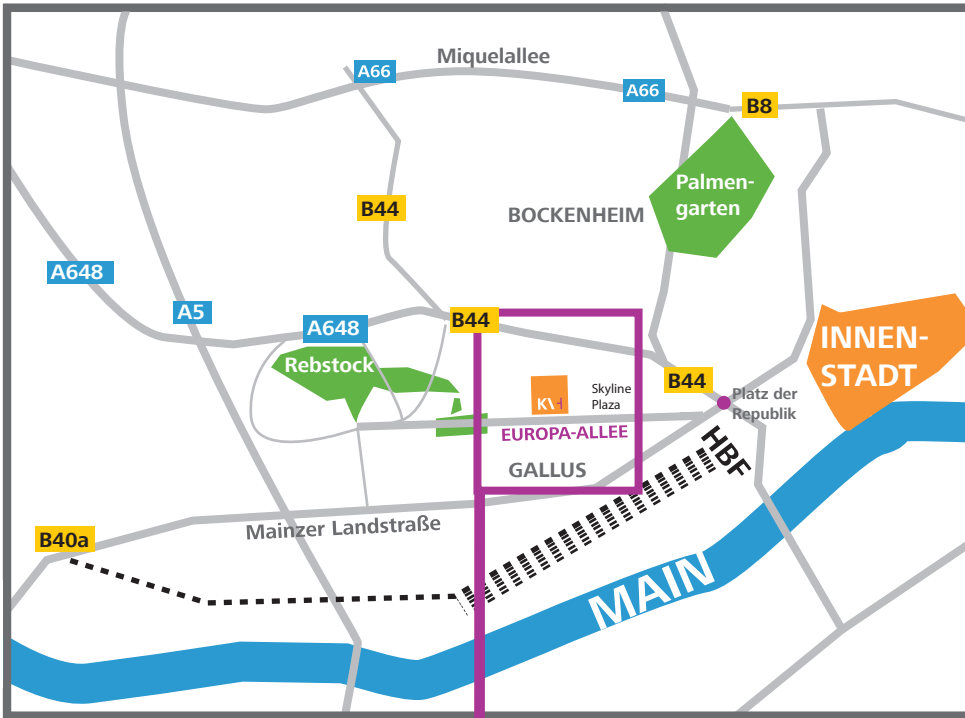 Miquelallee
A66
A66
B8
Palmen-
garten
B44
BOCKENHEIM
A648
A5
A648
B44
INNEN-
STADT
Rebstock
B44
Skyline
Plaza
Platz der
Republik
EUROPA-ALLEE
HBF
GALLUS
Mainzer Landstraße
B40a
MAIN